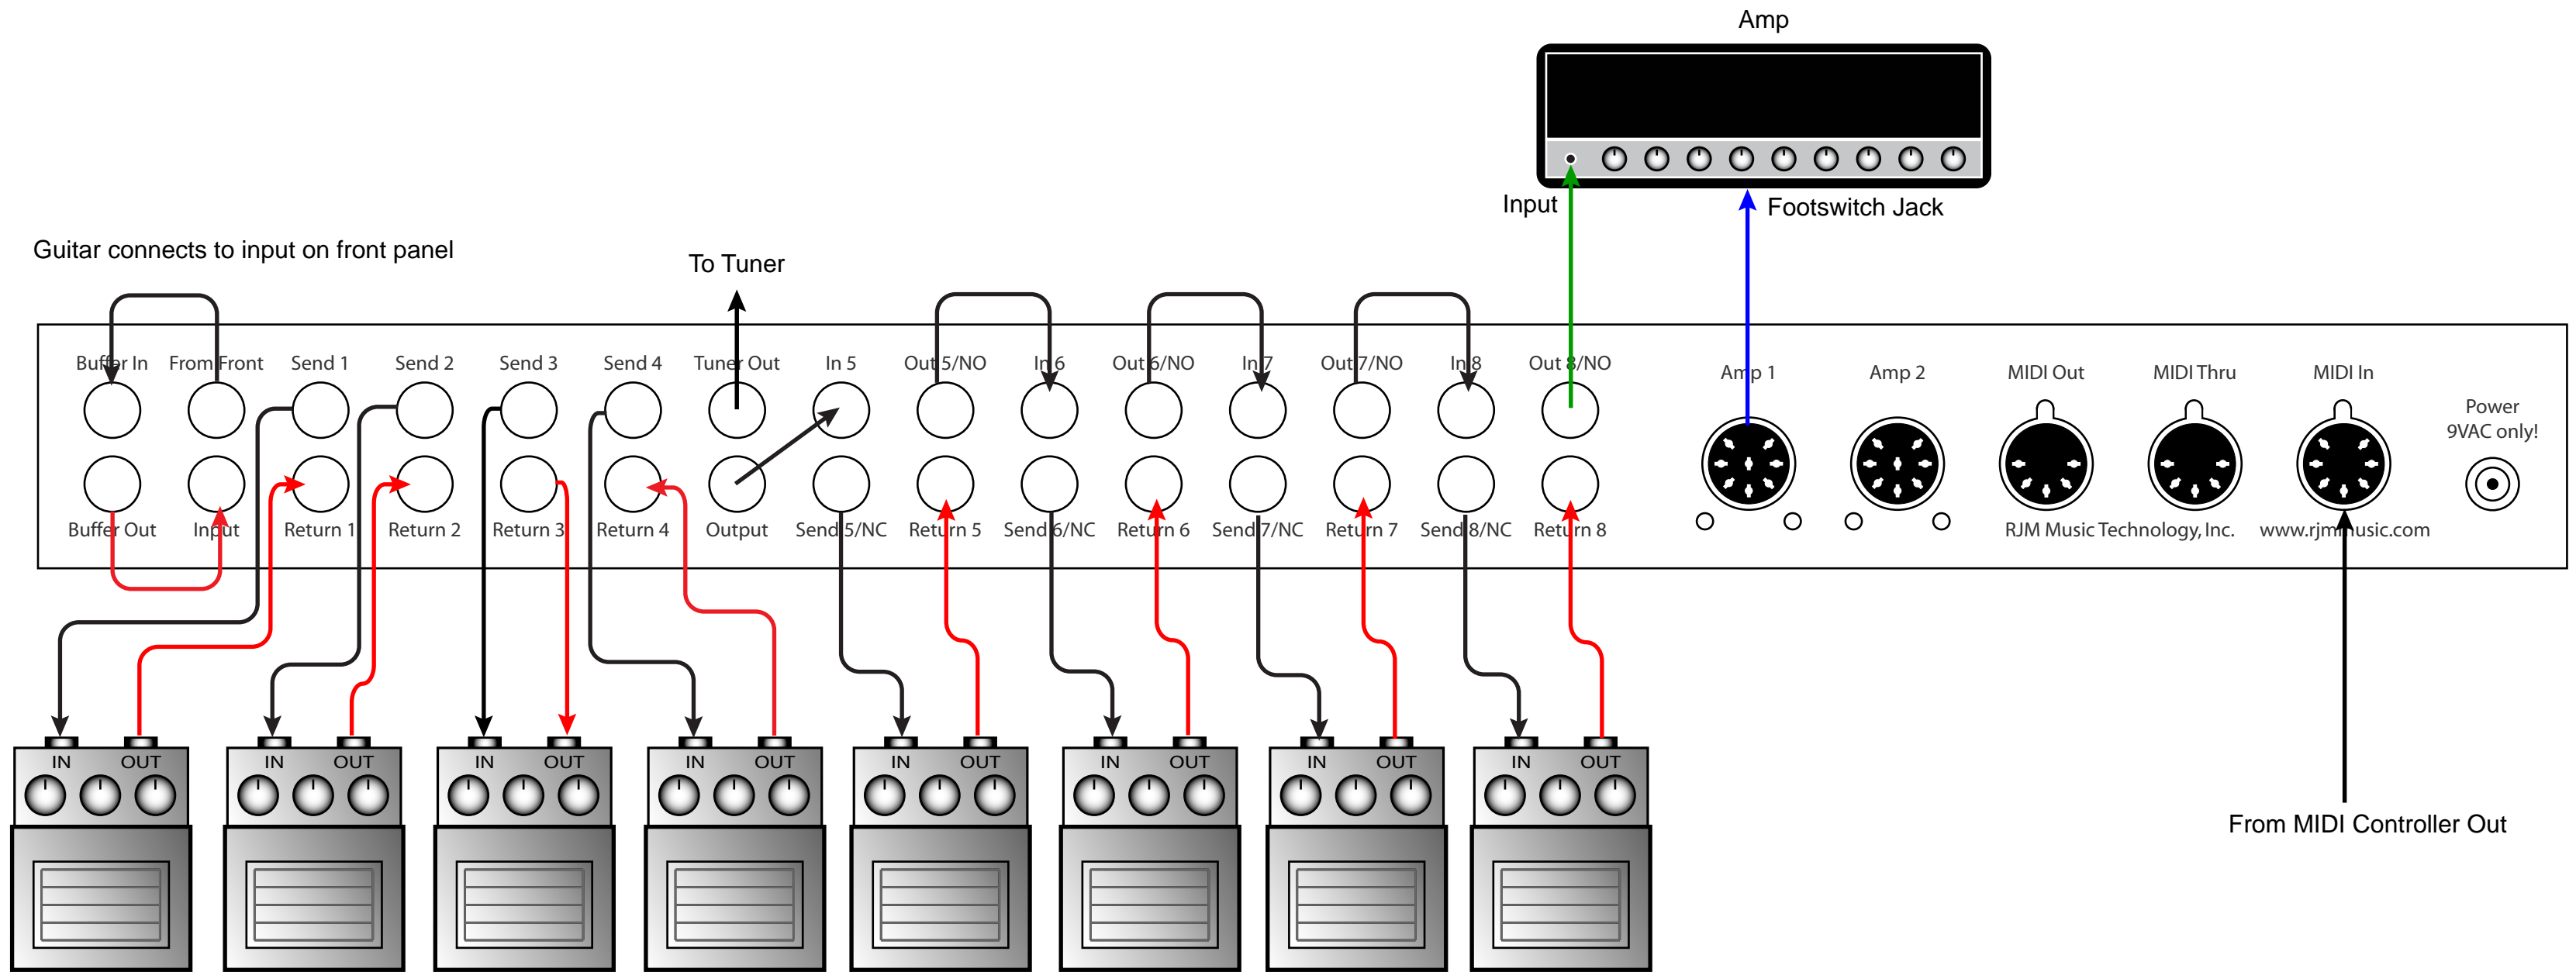 Amp
Input
Footswitch Jack
Guitar connects to input on front panel
To Tuner
Buffer In From Front Send 1 Send 2 Send 3 Send 4 Tuner Out In 5 Out 5/NO In 6 Out 6/NO In 7 Out 7/NO In 8 Out 8/NO
Amp 1 Amp 2 MIDI Out MIDI Thru MIDI In
Power
9VAC only!
Buffer Out Input Return 1 Return 2 Return 3 Return 4 Output Send 5/NC Return 5 Send 6/NC Return 6 Send 7/NC Return 7 Send 8/NC Return 8
RJM Music Technology, Inc. www.rjmmusic.com
IN OUT IN OUT IN OUT IN OUT IN OUT IN OUT IN OUT IN OUT
From MIDI Controller Out